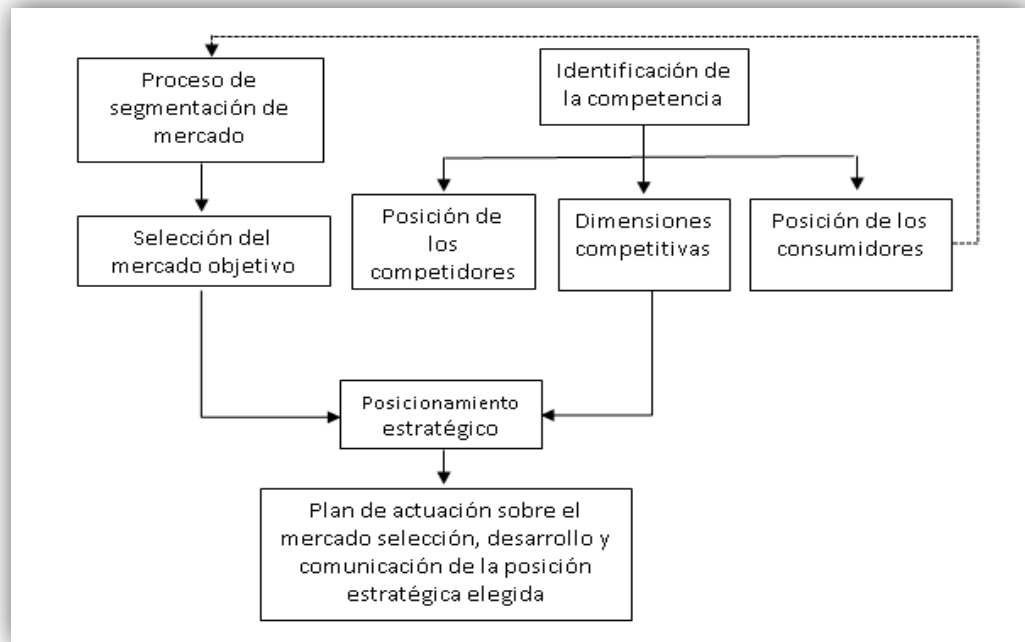 Proceso de
segmentación de
mercado
Identificación de
la competencia
Selección del
mercado objetivo
Posición de
los
competidores
Dimensiones
competitivas
Posición de los
consumidores
Posicionamiento
estratégico
Plan de actuación sobre el
mercado selección, desarrollo y
comunicación de la posición
estratégica elegida